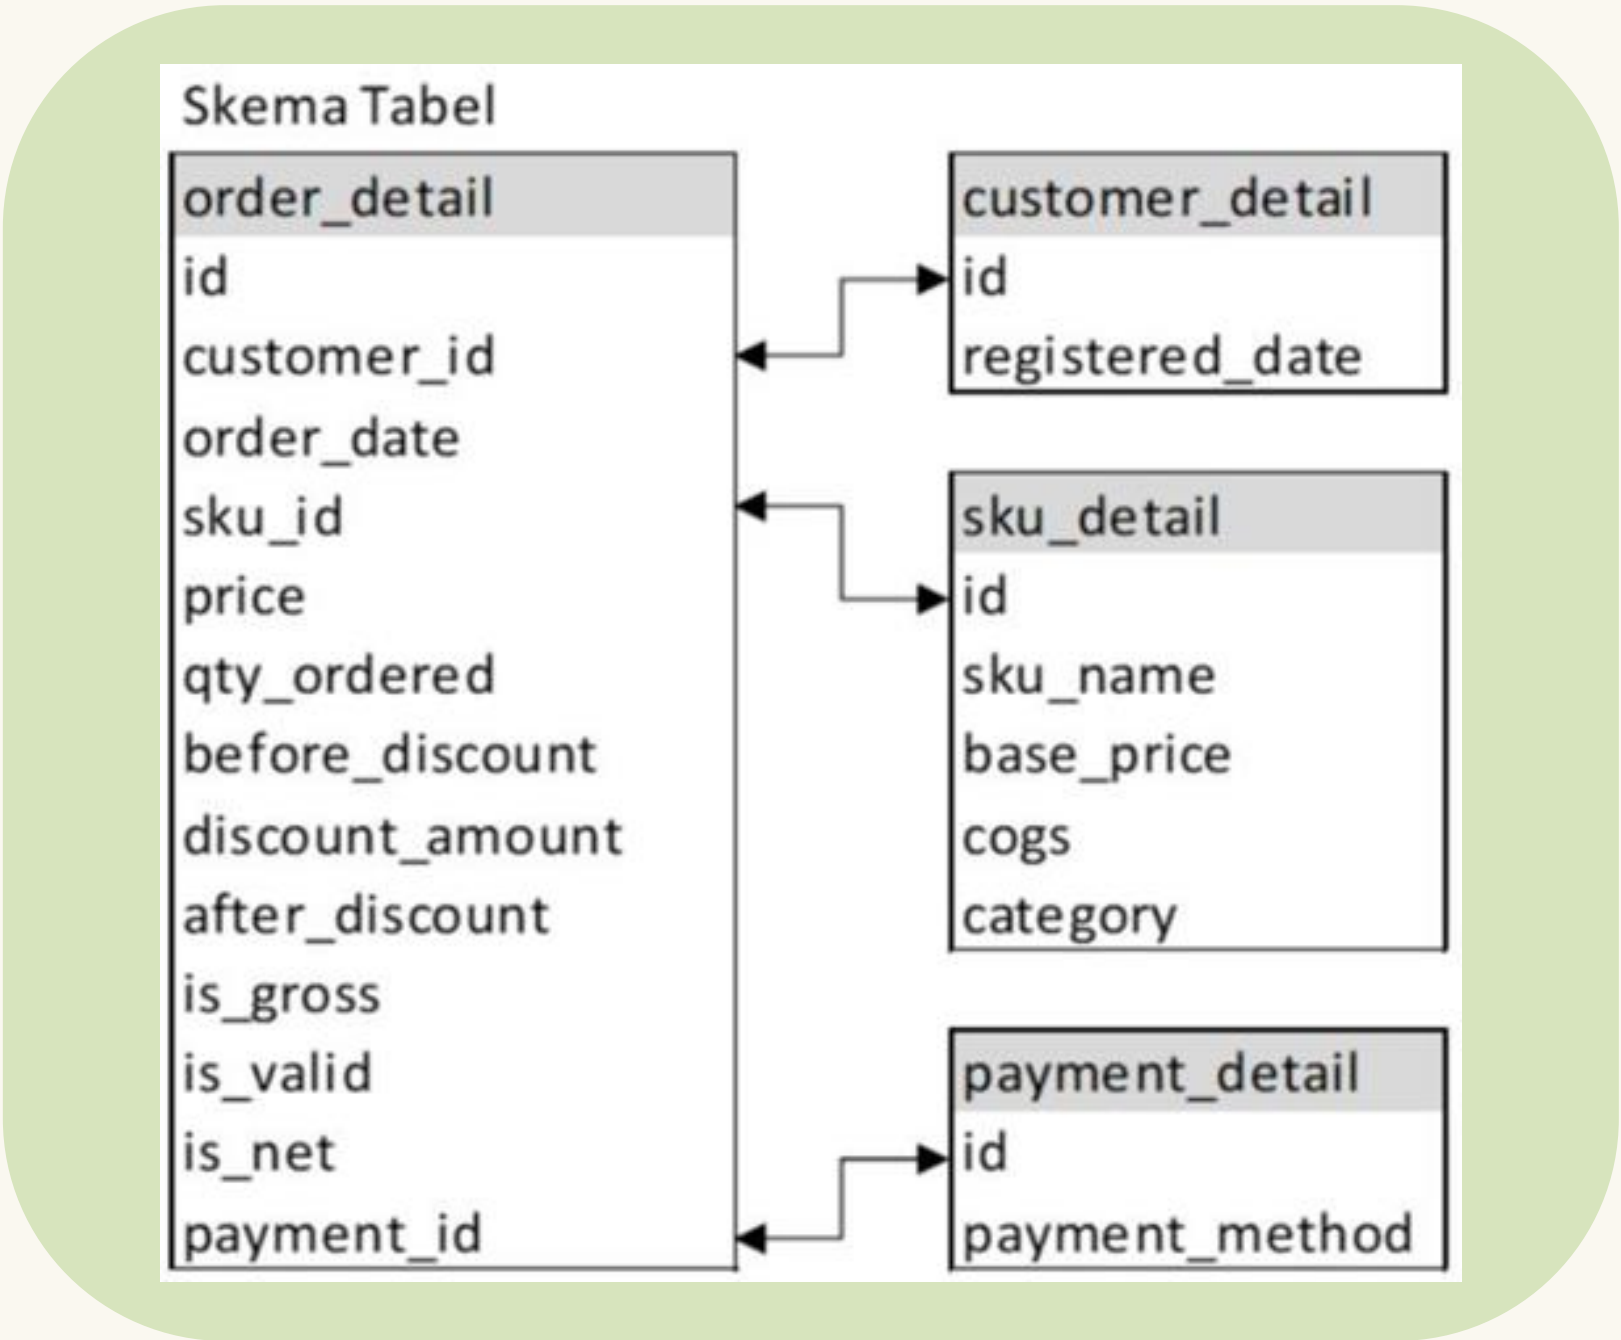 Skema Tabel
order_detail
id
customer_id
order_date
sku_id
price
qty_ordered
before_discount
discount_amount
after_discount
is_gross
is_valid
is_net
payment_id
customer_detail
id
registered_date
sku_detail
id
sku_name
base_price
cogs
category
payment_detail
id
payment_method